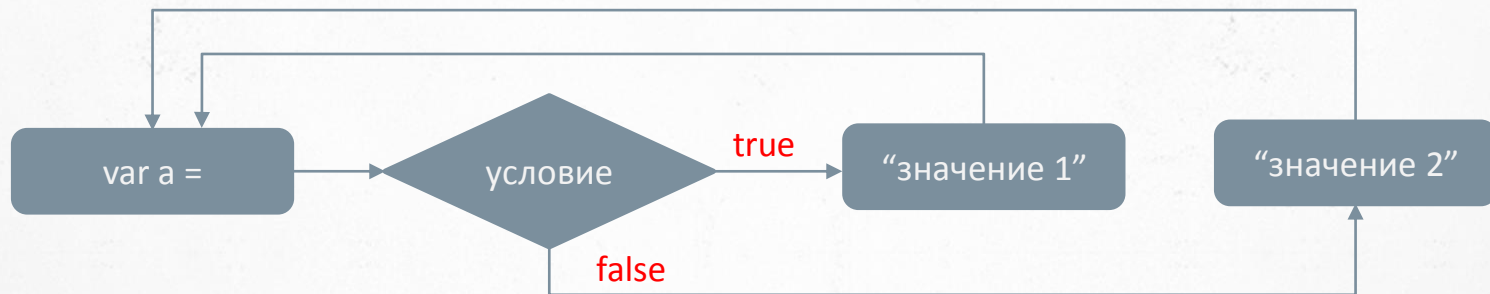 var a =
условие
true
“значение 1”
“значение 2”
false